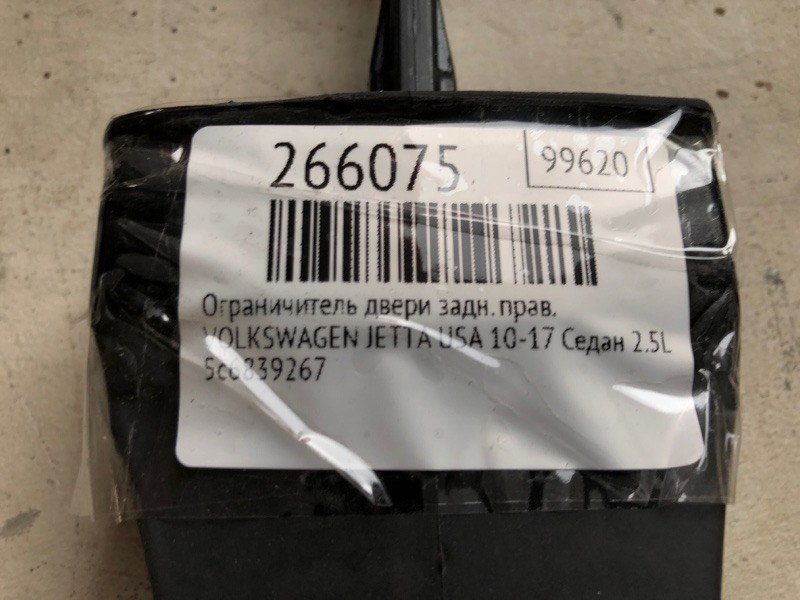 266075
99620
Ограничитель двери задн. прав.
VOLKSWAGEN JETTA USA 10-17 Седан 2.5L
5c6839267